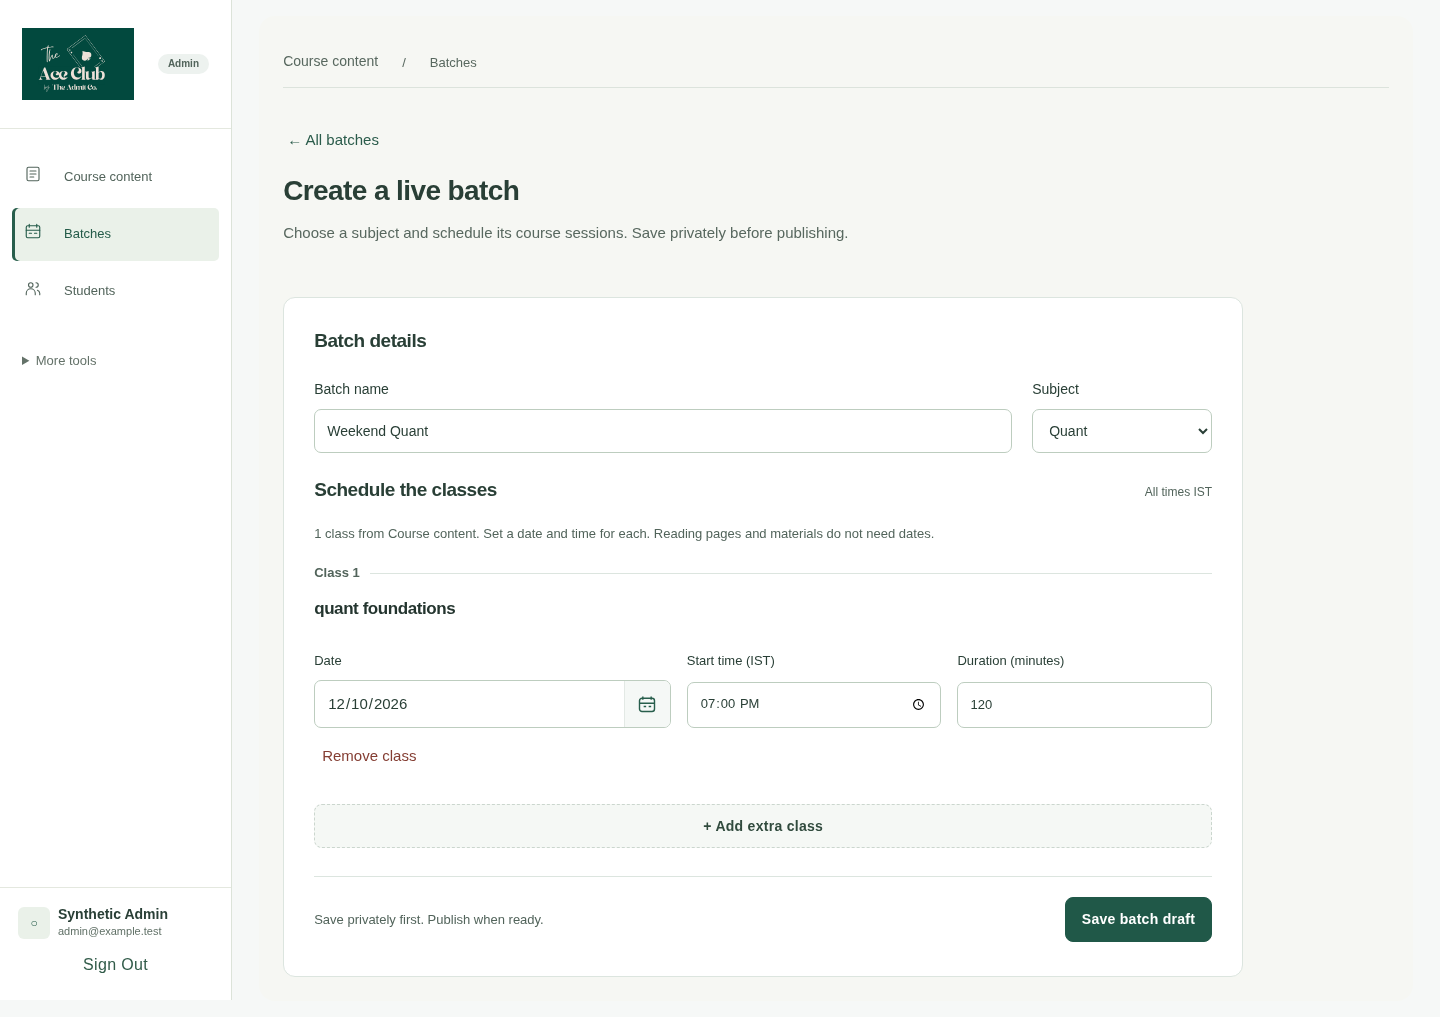 The
Ace Club
by The Admit Co.
Admin
Course content
Batches
Students
▶ More tools
Synthetic Admin
admin@example.test
Sign Out
Course content / Batches
← All batches
Create a live batch
Choose a subject and schedule its course sessions. Save privately before publishing.
Batch details
Batch name Subject
Weekend Quant Quant
Schedule the classes All times IST
1 class from Course content. Set a date and time for each. Reading pages and materials do not need dates.
Class 1
quant foundations
Date Start time (IST) Duration (minutes)
12/10/2026 07:00 PM 120
Remove class
+ Add extra class
Save privately first. Publish when ready. Save batch draft